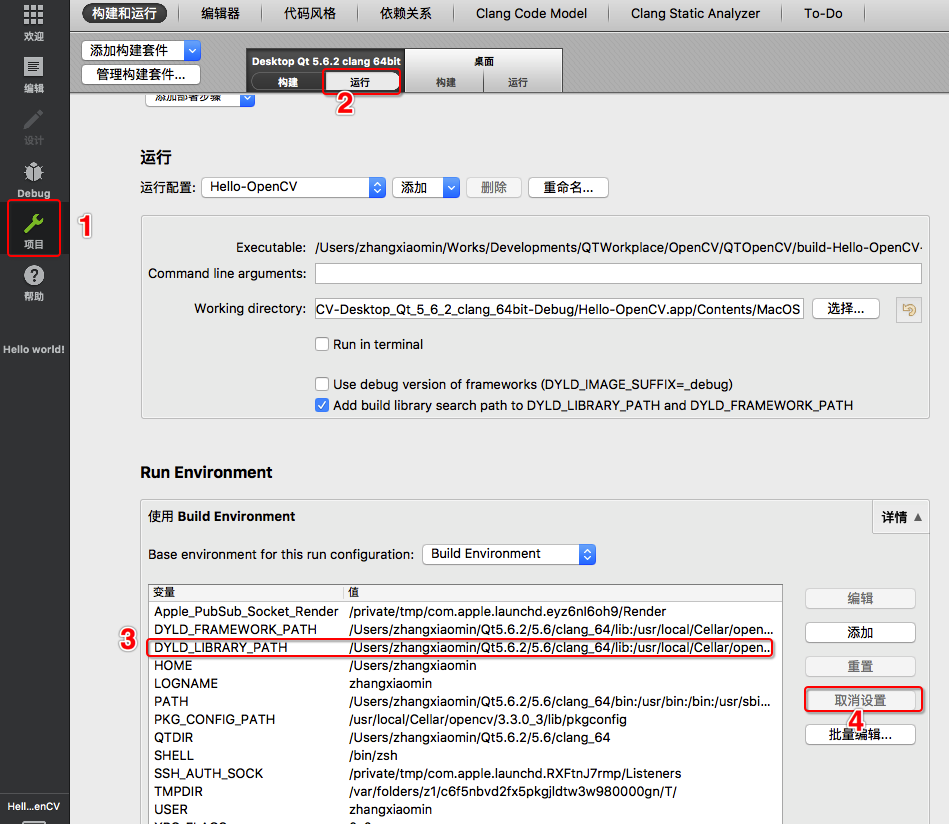 欢迎
编辑
设计
Debug
项目
帮助
Hello world!
Hell...enCV
构建和运行
编辑器
代码风格
依赖关系
Clang Code Model
Clang Static Analyzer
To-Do
添加构建套件
管理构建套件...
Desktop Qt 5.6.2 clang 64bit
构建
运行
桌面
构建
运行
1
2
添加部署步骤
运行
运行配置:
Hello-OpenCV
添加
删除
重命名...
Executable: /Users/zhangxiaomin/Works/Developments/QTWorkplace/OpenCV/QTOpenCV/build-Hello-OpenCV-
Command line arguments:
Working directory: CV-Desktop_Qt_5_6_2_clang_64bit-Debug/Hello-OpenCV.app/Contents/MacOS
选择...
Run in terminal
Use debug version of frameworks (DYLD_IMAGE_SUFFIX=_debug)
Add build library search path to DYLD_LIBRARY_PATH and DYLD_FRAMEWORK_PATH
Run Environment
使用 Build Environment
详情
Base environment for this run configuration: Build Environment
变量 值
Apple_PubSub_Socket_Render /private/tmp/com.apple.launchd.eyz6nl6oh9/Render
DYLD_FRAMEWORK_PATH /Users/zhangxiaomin/Qt5.6.2/5.6/clang_64/lib:/usr/local/Cellar/open...
3
DYLD_LIBRARY_PATH /Users/zhangxiaomin/Qt5.6.2/5.6/clang_64/lib:/usr/local/Cellar/open...
HOME /Users/zhangxiaomin
LOGNAME zhangxiaomin
PATH /Users/zhangxiaomin/Qt5.6.2/5.6/clang_64/bin:/usr/bin:/bin:/usr/sbi...
PKG_CONFIG_PATH /usr/local/Cellar/opencv/3.3.0_3/lib/pkgconfig
QTDIR /Users/zhangxiaomin/Qt5.6.2/5.6/clang_64
SHELL /bin/zsh
SSH_AUTH_SOCK /private/tmp/com.apple.launchd.RXFtnJ7rmp/Listeners
TMPDIR /var/folders/z1/c6f5nbvd2fx5pkgjldtw3w980000gn/T/
USER zhangxiaomin
编辑
添加
重置
取消设置
4
批量编辑...